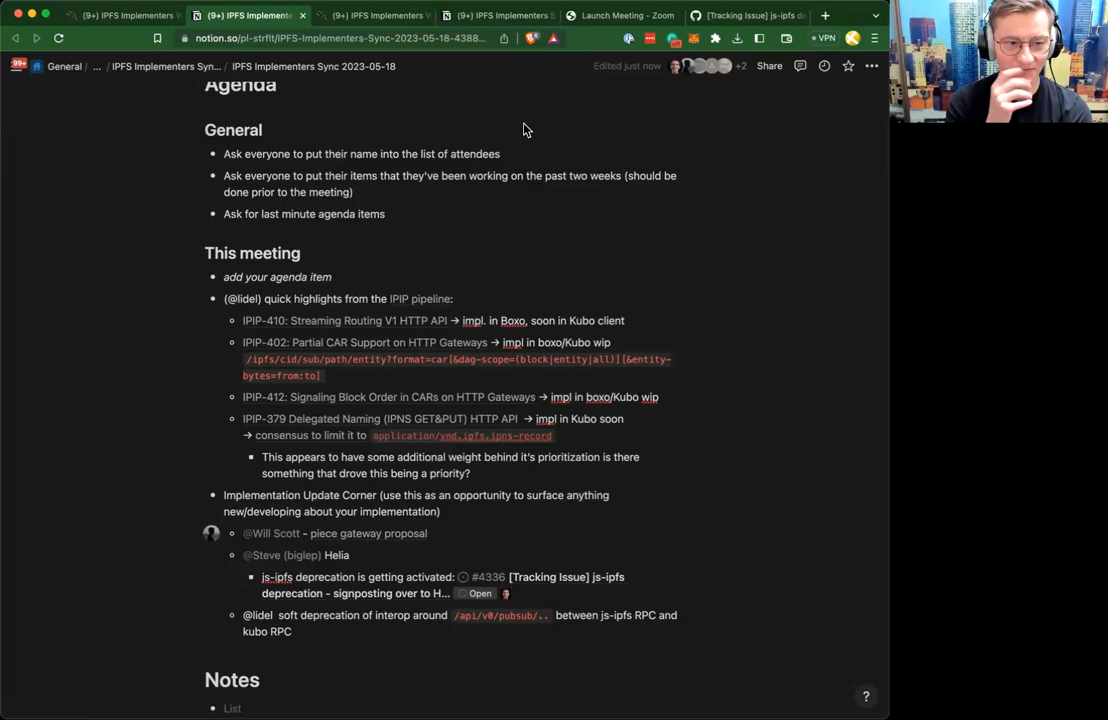 (9+) IPFS Implementers W
(9+) IPFS Implemente
(9+) IPFS Implementers W
(9+) IPFS Implementers S
Launch Meeting - Zoom
[Tracking Issue] js-ipfs de
notion.so/pl-strflt/IPFS-Implementers-Sync-2023-05-18-4388...
VPN
99+
General / ... / IPFS Implementers Syn... / IPFS Implementers Sync 2023-05-18
Edited just now
+2
Share
Agenda
General
• Ask everyone to put their name into the list of attendees
• Ask everyone to put their items that they've been working on the past two weeks (should be
done prior to the meeting)
• Ask for last minute agenda items
This meeting
• add your agenda item
• (@lidel) quick highlights from the IPIP pipeline:
◦ IPIP-410: Streaming Routing V1 HTTP API → impl. in Boxo, soon in Kubo client
◦ IPIP-402: Partial CAR Support on HTTP Gateways → impl in boxo/Kubo wip
/ipfs/cid/sub/path/entity?format=car[&dag-scope=(block|entity|all)][&entity-
bytes=from:to]
◦ IPIP-412: Signaling Block Order in CARs on HTTP Gateways → impl in boxo/Kubo wip
◦ IPIP-379 Delegated Naming (IPNS GET&PUT) HTTP API → impl in Kubo soon
→ consensus to limit it to application/vnd.ipfs.ipns-record
▪ This appears to have some additional weight behind it's prioritization is there
something that drove this being a priority?
• Implementation Update Corner (use this as an opportunity to surface anything
new/developing about your implementation)
◦ @Will Scott - piece gateway proposal
◦ @Steve (biglep) Helia
▪ js-ipfs deprecation is getting activated: #4336 [Tracking Issue] js-ipfs
deprecation - signposting over to H... Open
◦ @lidel soft deprecation of interop around /api/v0/pubsub/.. between js-ipfs RPC and
kubo RPC
Notes
• List
?